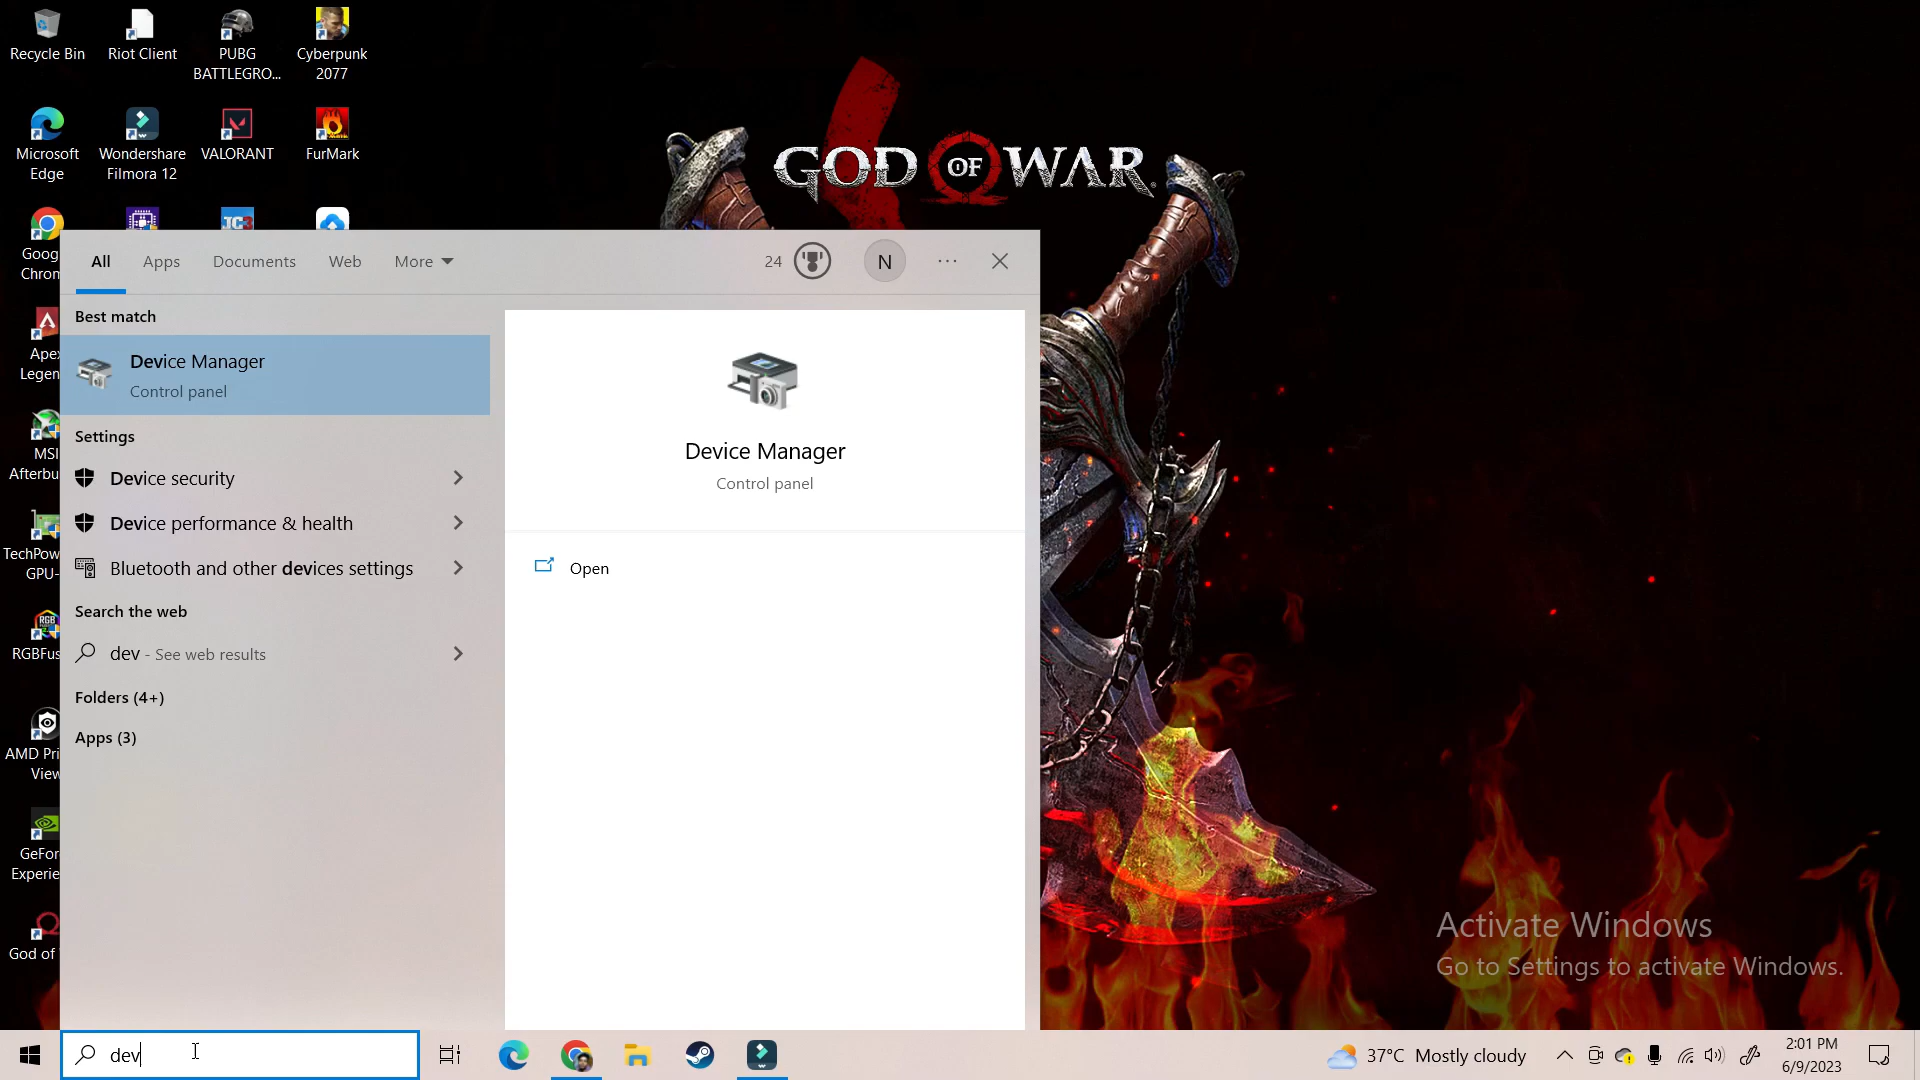 Recycle Bin
Riot Client
PUBG
BATTLEGRO...
Cyberpunk
2077
Microsoft
Edge
Wondershare
Filmora 12
VALORANT
FurMark
GOD OF WAR
Goog
Chron
Ape
Legen
MSI
Afterbu
TechPow
GPU-
RGB
RGBFus
AMD Pri
View
GeFor
Experie
God of
All
Apps
Documents
Web
More
24
N
...
Best match
Device Manager
Control panel
Settings
Device security
Device performance & health
Bluetooth and other devices settings
Search the web
dev - See web results
Folders (4+)
Apps (3)
Device Manager
Control panel
Open
Activate Windows
Go to Settings to activate Windows.
dev
37°C Mostly cloudy
2:01 PM
6/9/2023